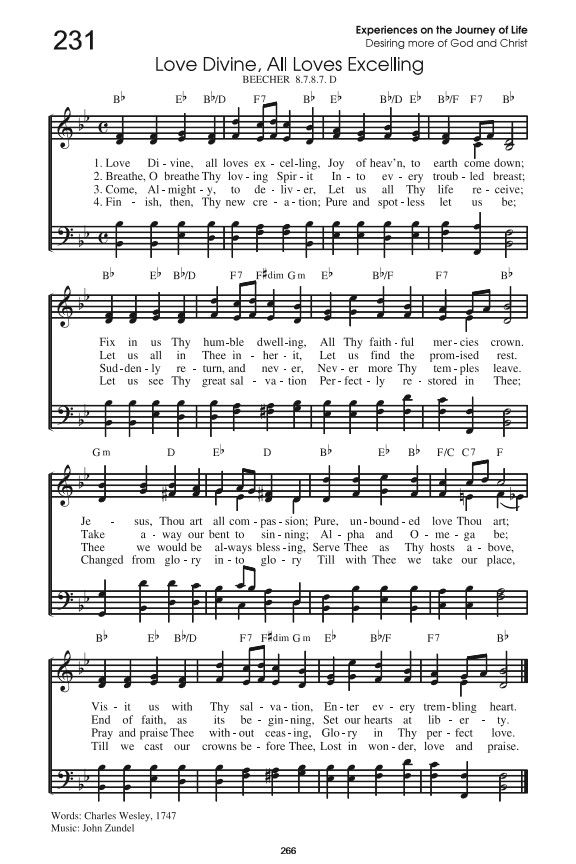 231
Experiences on the Journey of Life
Desiring more of God and Christ
Love Divine, All Loves Excelling
BEECHER 8.7.8.7. D
B♭ E♭ B♭/D F7 B♭ E♭ B♭/D E♭ B♭/F F7 B♭
1. Love Di - vine, all loves ex - cel - ling, Joy of heav'n, to earth come down;
2. Breathe, O breathe Thy lov - ing Spir - it In - to ev - ery troub - led breast;
3. Come, Al - might - y, to de - liv - er, Let us all Thy life re - ceive;
4. Fin - ish, then, Thy new cre - a - tion; Pure and spot - less let us be;
B♭ E♭ B♭/D F7 F♯dim Gm E♭ B♭/F F7 B♭
Fix in us Thy hum - ble dwell - ing, All Thy faith - ful mer - cies crown.
Let us all in Thee in - her - it, Let us find the prom - ised rest.
Sud - den - ly re - turn, and nev - er, Nev - er more Thy tem - ples leave.
Let us see Thy great sal - va - tion Per - fect - ly re - stored in Thee;
Gm D E♭ D B♭ E♭ B♭ F/C C7 F
Je - sus, Thou art all com - pas - sion; Pure, un - bound - ed love Thou art;
Take a - way our bent to sin - ning; Al - pha and O - me - ga be;
Thee we would be al - ways bless - ing, Serve Thee as Thy hosts a - bove,
Changed from glo - ry in - to glo - ry Till with Thee we take our place,
B♭ E♭ B♭/D F7 F♯dim Gm E♭ B♭/F F7 B♭
Vis - it us with Thy sal - va - tion, En - ter ev - ery trem - bling heart.
End of faith, as its be - gin - ning, Set our hearts at lib - er - ty.
Pray and praise Thee with - out ceas - ing, Glo - ry in Thy per - fect love.
Till we cast our crowns be - fore Thee, Lost in won - der, love and praise.
Words: Charles Wesley, 1747
Music: John Zundel
266